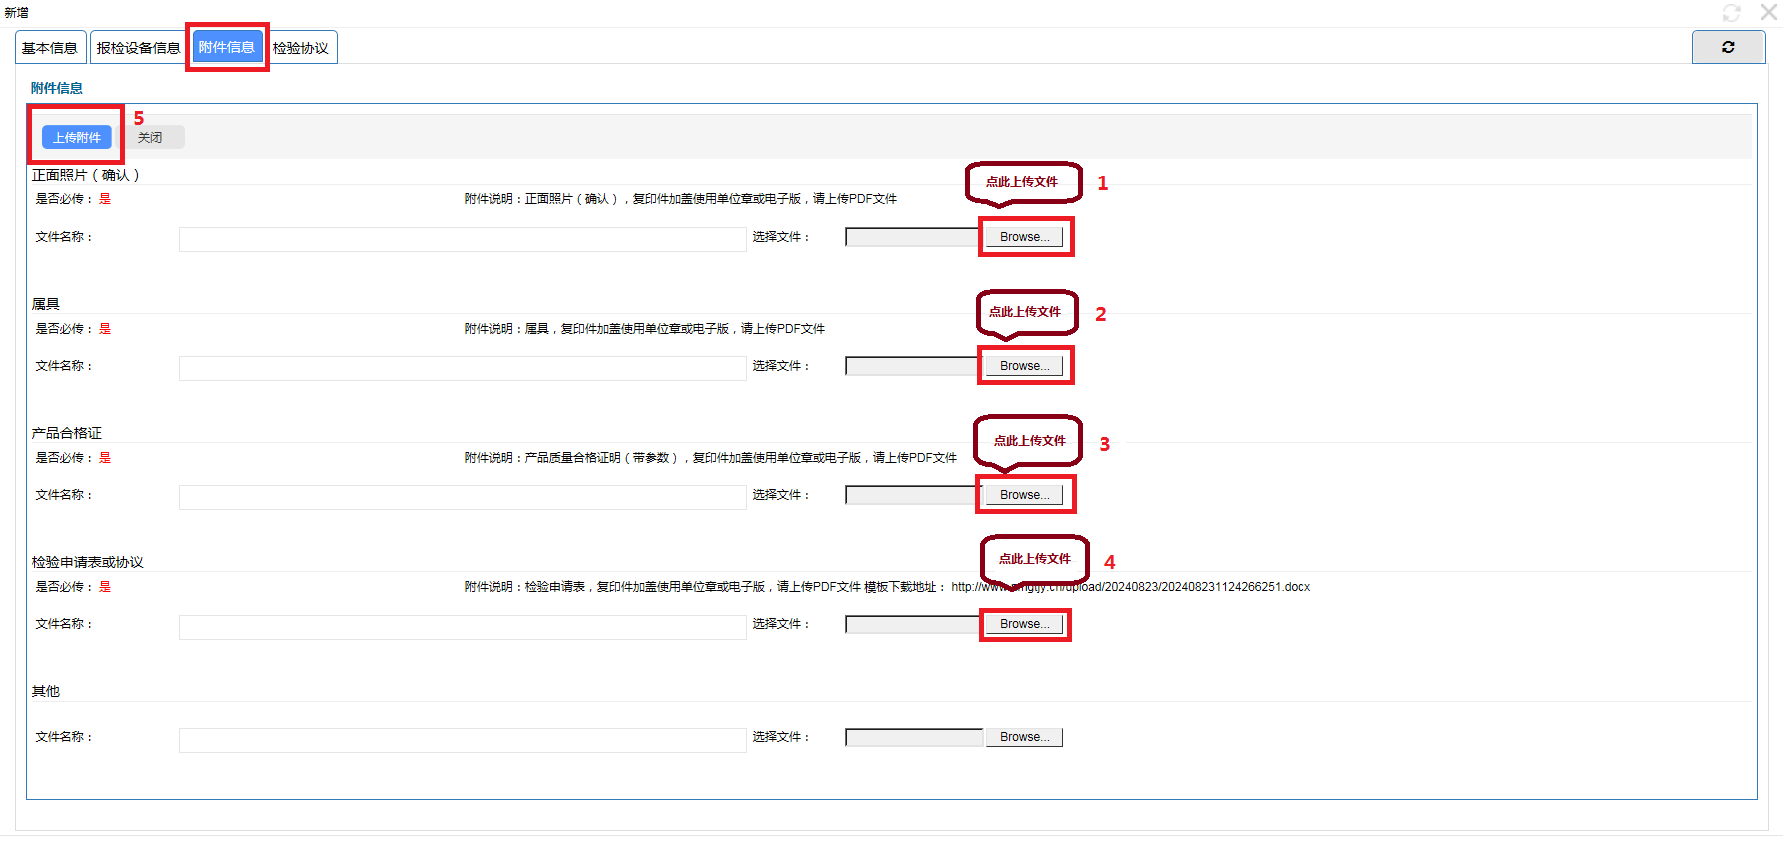 新增
基本信息 报检设备信息 附件信息 检验协议
附件信息
上传附件 5 关闭
正面照片（确认） 点此上传文件 1
是否必传： 是 附件说明：正面照片（确认），复印件加盖使用单位章或电子版，请上传PDF文件
文件名称： 选择文件： Browse...
属具 点此上传文件 2
是否必传： 是 附件说明：属具，复印件加盖使用单位章或电子版，请上传PDF文件
文件名称： 选择文件： Browse...
产品合格证 点此上传文件 3
是否必传： 是 附件说明：产品质量合格证明（带参数），复印件加盖使用单位章或电子版，请上传PDF文件
文件名称： 选择文件： Browse...
检验申请表或协议 点此上传文件 4
是否必传： 是 附件说明：检验申请表，复印件加盖使用单位章或电子版，请上传PDF文件 模板下载地址： http://www. .cn/upload/20240823/202408231124266251.docx
文件名称： 选择文件： Browse...
其他
文件名称： 选择文件： Browse...